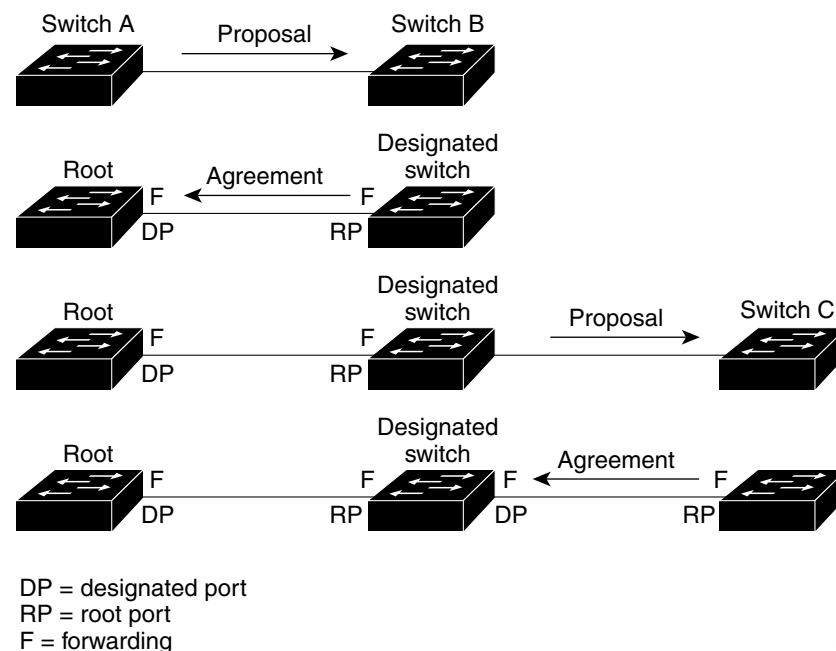 Switch A
Proposal
Switch B
Root
F
Agreement
F
Designated
switch
DP
RP
Root
F
F
Designated
switch
Proposal
Switch C
DP
RP
Root
F
F
Designated
switch
F
Agreement
F
DP
RP
DP
RP
DP = designated port
RP = root port
F = forwarding